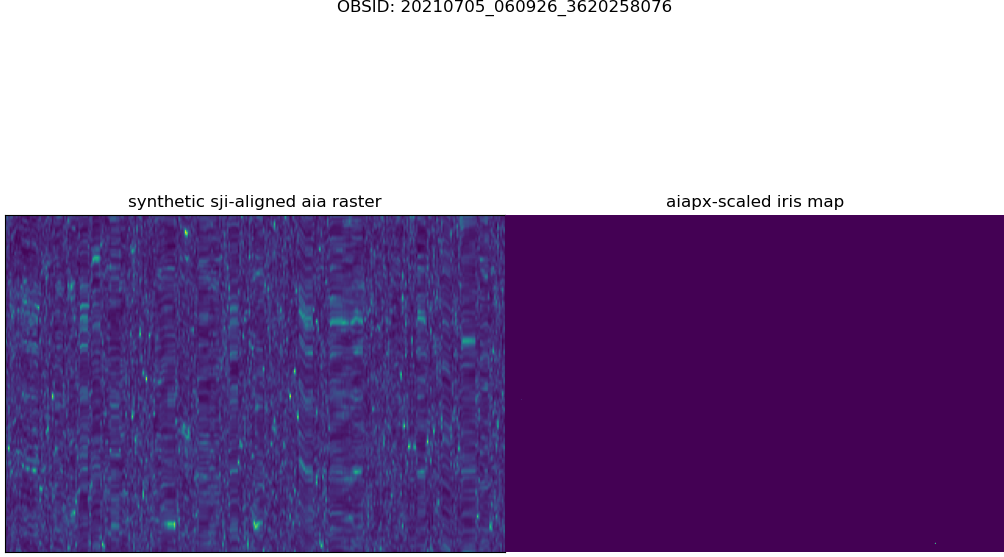 OBSID: 20210705_060926_3620258076
synthetic sji-aligned aia raster
aiapx-scaled iris map